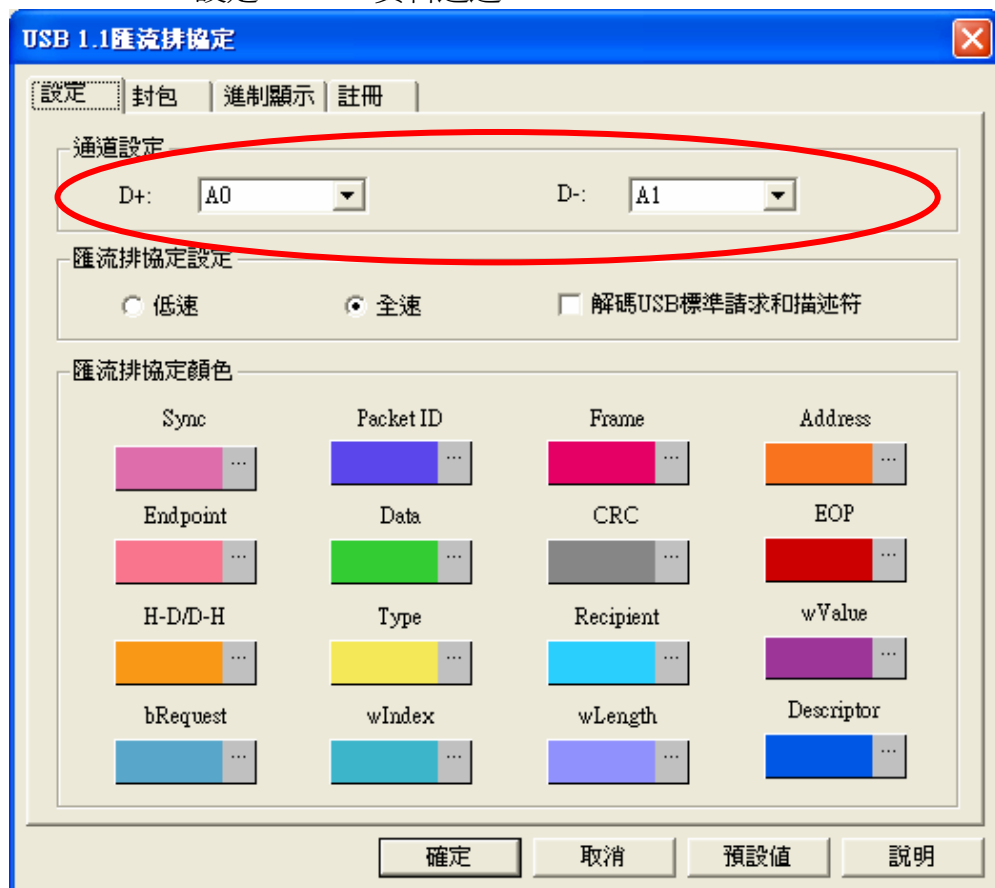 USB 1.1匯流排協定
設定 封包 進制顯示 註冊
通道設定
D+: A0 D-: A1
匯流排協定設定
低速 全速 解碼USB標準請求和描述符
匯流排協定顏色
Sync Packet ID Frame Address
... ... ... ...
Endpoint Data CRC EOP
... ... ... ...
H-D/D-H Type Recipient wValue
... ... ... ...
bRequest wIndex wLength Descriptor
... ... ... ...
確定 取消 預設值 說明